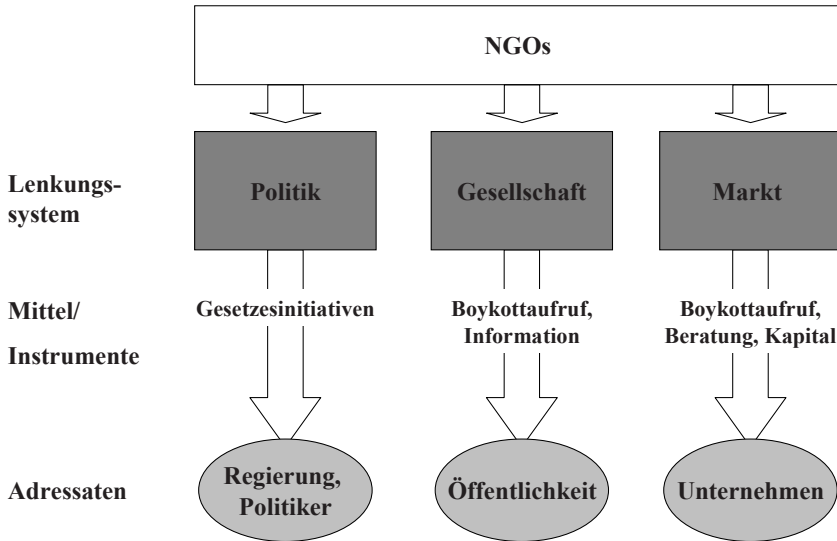 NGOs
Lenkungs-
system
Politik
Gesellschaft
Markt
Mittel/
Instrumente
Gesetzesinitiativen
Boykottaufruf,
Information
Boykottaufruf,
Beratung, Kapital
Adressaten
Regierung,
Politiker
Öffentlichkeit
Unternehmen